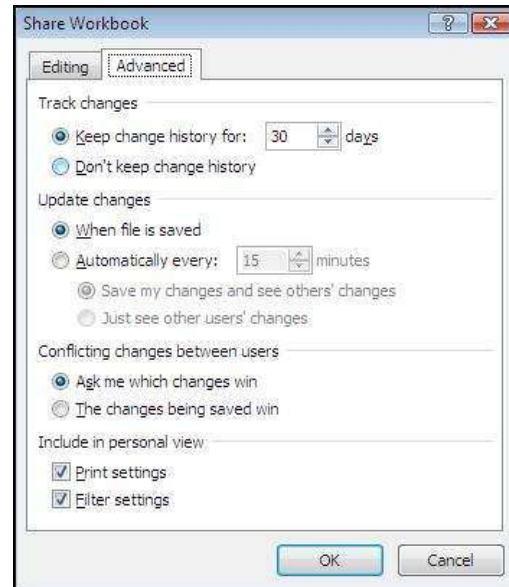 Share Workbook
Editing Advanced
Track changes
Keep change history for: 30 days
Don't keep change history
Update changes
When file is saved
Automatically every: 15 minutes
Save my changes and see others' changes
Just see other users' changes
Conflicting changes between users
Ask me which changes win
The changes being saved win
Include in personal view
Print settings
Filter settings
OK Cancel